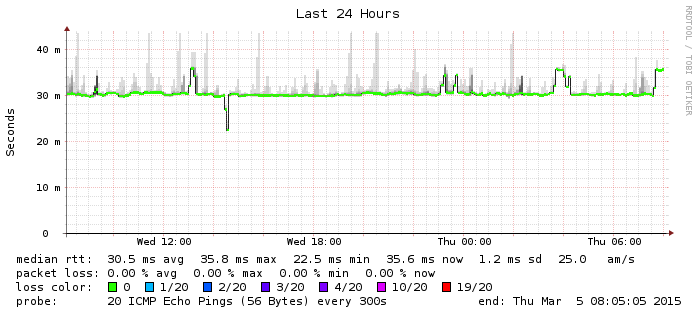 Last 24 Hours
RRDTOOL / TOBI OETIKER
Seconds
40 m
30 m
20 m
10 m
0
Wed 12:00 Wed 18:00 Thu 00:00 Thu 06:00
median rtt: 30.5 ms avg 35.8 ms max 22.5 ms min 35.6 ms now 1.2 ms sd 25.0 am/s
packet loss: 0.00 % avg 0.00 % max 0.00 % min 0.00 % now
loss color: 0 1/20 2/20 3/20 4/20 10/20 19/20
probe: 20 ICMP Echo Pings (56 Bytes) every 300s end: Thu Mar 5 08:05:05 2015